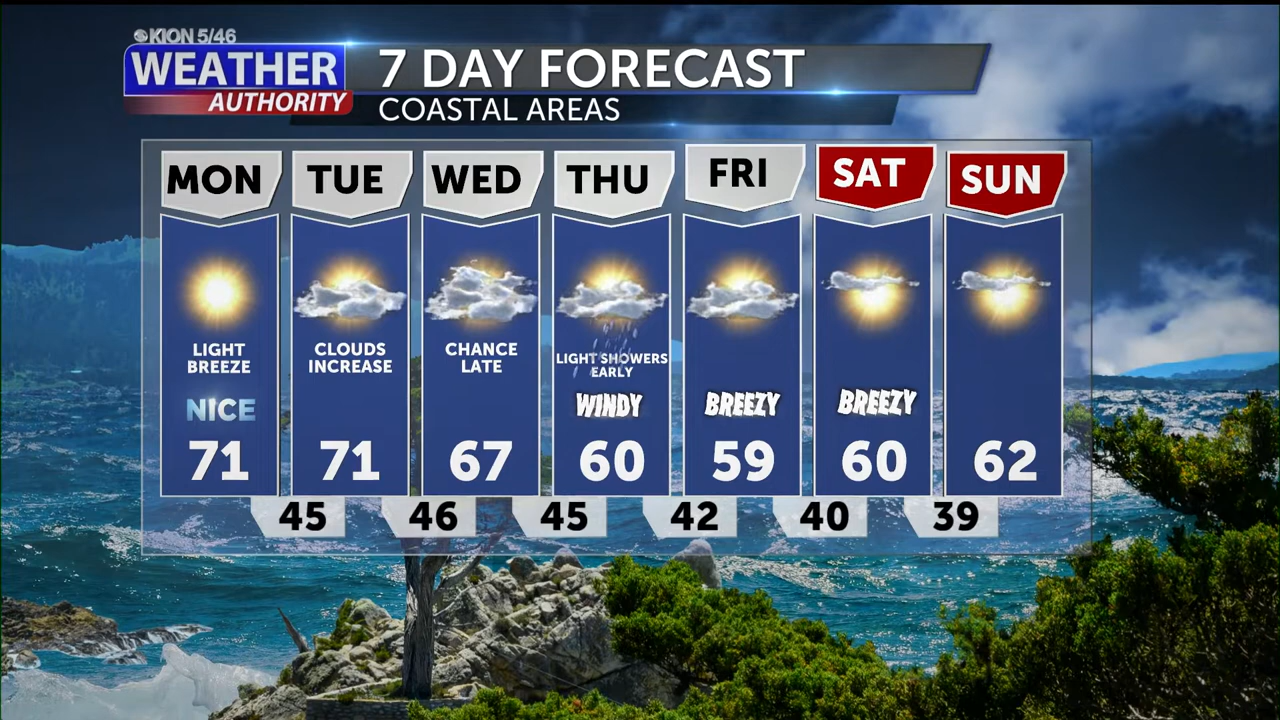 KION 5/46
WEATHER
AUTHORITY
7 DAY FORECAST
COASTAL AREAS
MON TUE WED THU FRI SAT SUN
LIGHT
BREEZE
CLOUDS
INCREASE
CHANCE
LATE
LIGHT SHOWERS
EARLY
NICE WINDY BREEZY BREEZY
71 71 67 60 59 60 62
45 46 45 42 40 39